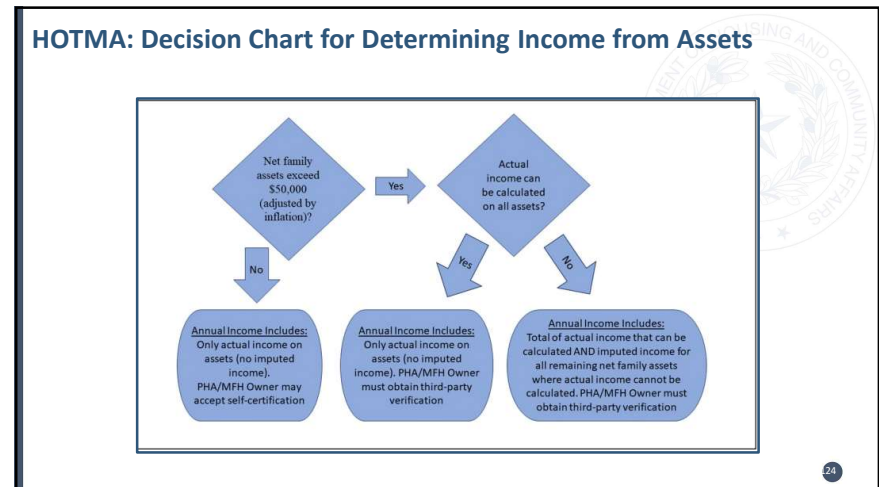 HOTMA: Decision Chart for Determining Income from Assets
Net family
assets exceed
$50,000
(adjusted by
inflation)?
Yes
Actual
income can
be calculated
on all assets?
No
Yes
No
Annual Income Includes:
Only actual income on
assets (no imputed
income).
PHA/MFH Owner may
accept self-certification
Annual Income Includes:
Only actual income on
assets (no imputed
income). PHA/MFH Owner
must obtain third-party
verification
Annual Income Includes:
Total of actual income that can be
calculated AND imputed income for
all remaining net family assets
where actual income cannot be
calculated. PHA/MFH Owner must
obtain third-party verification
HOUSING AND COMMUNITY AFFAIRS